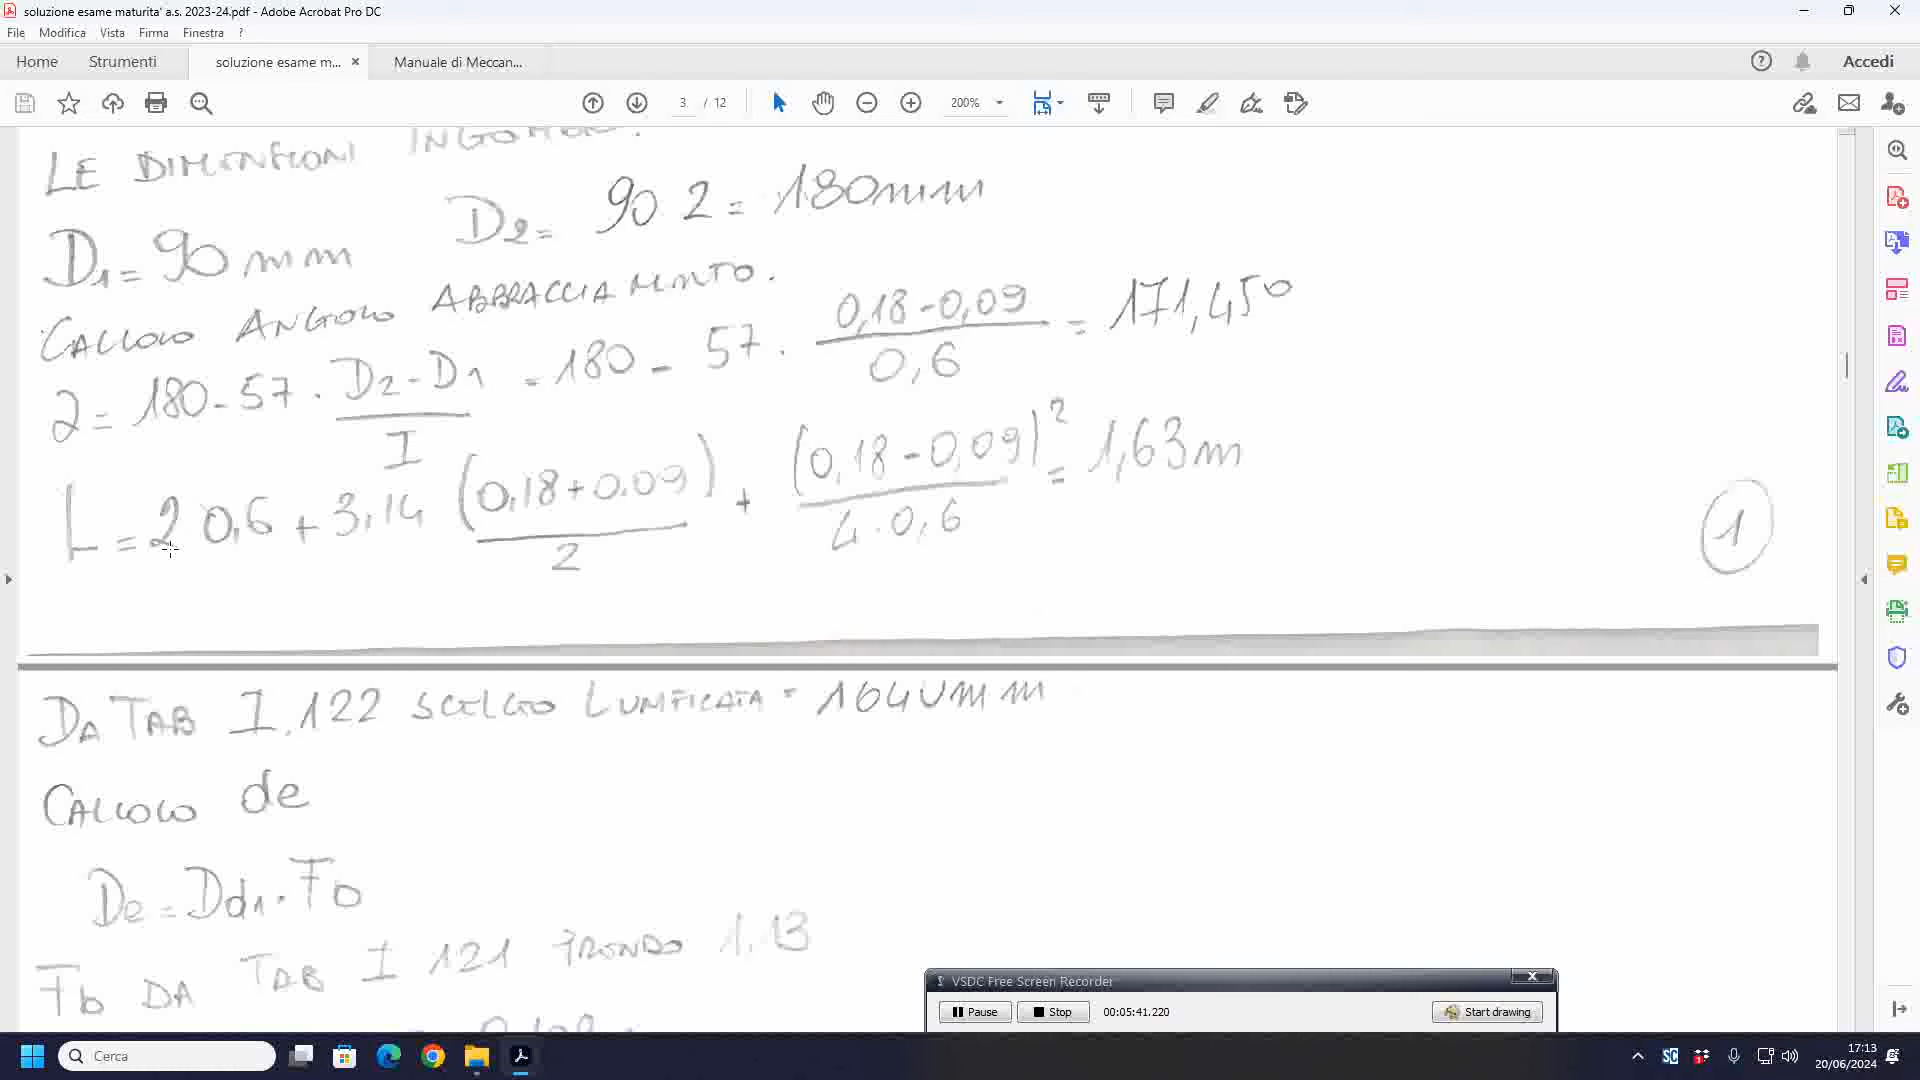 soluzione esame maturita' a.s. 2023-24.pdf - Adobe Acrobat Pro DC
File Modifica Vista Firma Finestra ?
Home Strumenti soluzione esame m... Manuale di Meccan... Accedi
3 / 12 200%
LE DIMENSIONI
D1= 90 mm D2= 90 2 = 180mm
CALCOLO ANGOLO ABBRACCIAMENTO.
α = 180 - 57 · D2 - D1 / I = 180 - 57 · 0,18 - 0,09 / 0,6 = 171,45°
L = 2 0,6 + 3,14 (0,18 + 0,09) / 2 + (0,18 - 0,09)² / 4 · 0,6 = 1,63 m
1
DA TAB I.122 SCELGO L UNIFICATA = 1640 mm
CALCOLO de
De = Dd1 · Fb
Fb DA TAB I 121 PRENDO 1,13
VSDC Free Screen Recorder
Pause Stop 00:05:41.220 Start drawing
Cerca
17:13
20/06/2024